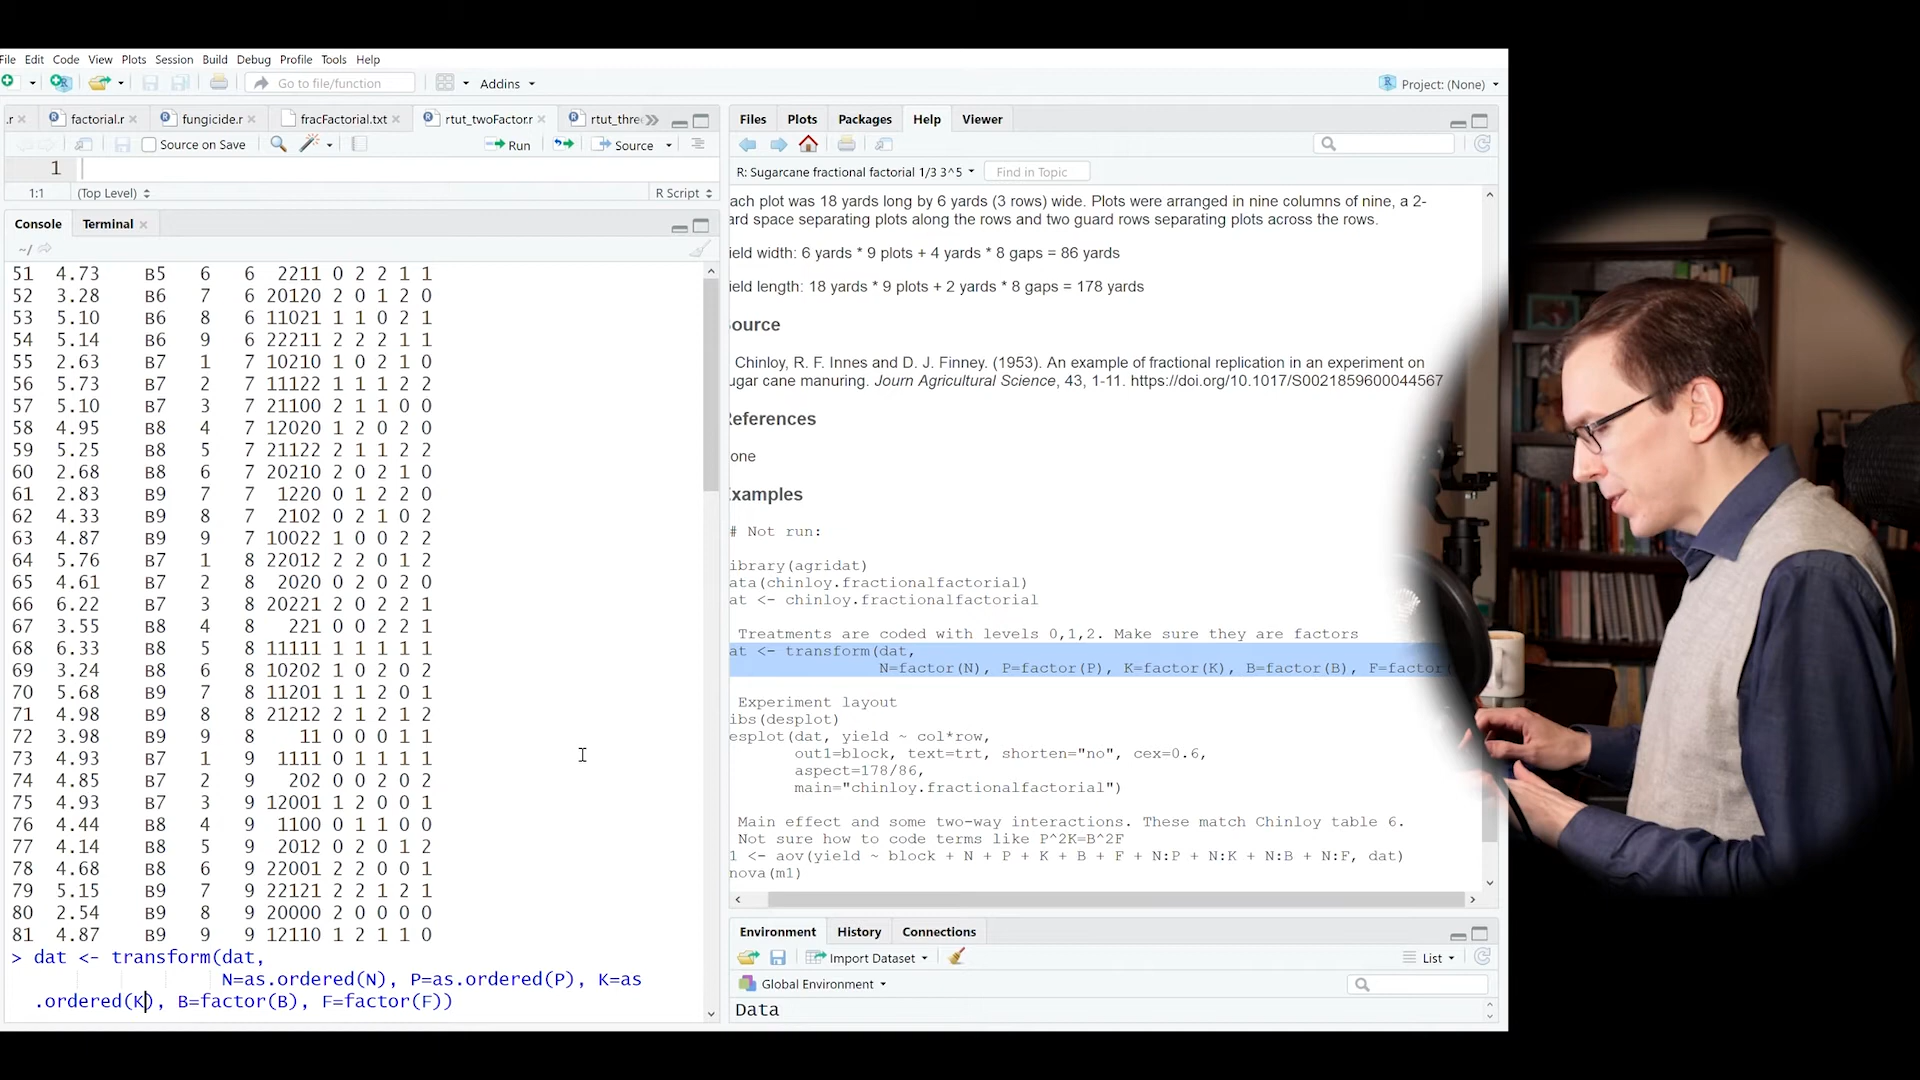 File Edit Code View Plots Session Build Debug Profile Tools Help
Go to file/function
Addins
Project: (None)
.r
factorial.r
fungicide.r
fracFactorial.txt
rtut_twoFactor.r
rtut_three
Source on Save
Run
Source
1
1:1 (Top Level)
R Script
Console Terminal
~/
51 4.73 B5 6 6 2211 0 2 2 1 1
52 3.28 B6 7 6 20120 2 0 1 2 0
53 5.10 B6 8 6 11021 1 1 0 2 1
54 5.14 B6 9 6 22211 2 2 2 1 1
55 2.63 B7 1 7 10210 1 0 2 1 0
56 5.73 B7 2 7 11122 1 1 1 2 2
57 5.10 B7 3 7 21100 2 1 1 0 0
58 4.95 B8 4 7 12020 1 2 0 2 0
59 5.25 B8 5 7 21122 2 1 1 2 2
60 2.68 B8 6 7 20210 2 0 2 1 0
61 2.83 B9 7 7 1220 0 1 2 2 0
62 4.33 B9 8 7 2102 0 2 1 0 2
63 4.87 B9 9 7 10022 1 0 0 2 2
64 5.76 B7 1 8 22012 2 2 0 1 2
65 4.61 B7 2 8 2020 0 2 0 2 0
66 6.22 B7 3 8 20221 2 0 2 2 1
67 3.55 B8 4 8 221 0 0 2 2 1
68 6.33 B8 5 8 11111 1 1 1 1 1
69 3.24 B8 6 8 10202 1 0 2 0 2
70 5.68 B9 7 8 11201 1 1 2 0 1
71 4.98 B9 8 8 21212 2 1 2 1 2
72 3.98 B9 9 8 11 0 0 0 1 1
73 4.93 B7 1 9 1111 0 1 1 1 1
74 4.85 B7 2 9 202 0 0 2 0 2
75 4.93 B7 3 9 12001 1 2 0 0 1
76 4.44 B8 4 9 1100 0 1 1 0 0
77 4.14 B8 5 9 2012 0 2 0 1 2
78 4.68 B8 6 9 22001 2 2 0 0 1
79 5.15 B9 7 9 22121 2 2 1 2 1
80 2.54 B9 8 9 20000 2 0 0 0 0
81 4.87 B9 9 9 12110 1 2 1 1 0
> dat <- transform(dat,
N=as.ordered(N), P=as.ordered(P), K=as
.ordered(K), B=factor(B), F=factor(F))
Files Plots Packages Help Viewer
R: Sugarcane fractional factorial 1/3 3^5
Find in Topic
ach plot was 18 yards long by 6 yards (3 rows) wide. Plots were arranged in nine columns of nine, a 2-
ard space separating plots along the rows and two guard rows separating plots across the rows.
ield width: 6 yards * 9 plots + 4 yards * 8 gaps = 86 yards
ield length: 18 yards * 9 plots + 2 yards * 8 gaps = 178 yards
ource
Chinloy, R. F. Innes and D. J. Finney. (1953). An example of fractional replication in an experiment on
ugar cane manuring. Journ Agricultural Science, 43, 1-11. https://doi.org/10.1017/S0021859600044567
References
one
Examples
# Not run:
ibrary(agridat)
ata(chinloy.fractionalfactorial)
at <- chinloy.fractionalfactorial
Treatments are coded with levels 0,1,2. Make sure they are factors
at <- transform(dat,
N=factor(N), P=factor(P), K=factor(K), B=factor(B), F=factor(
Experiment layout
ibs(desplot)
esplot(dat, yield ~ col*row,
out1=block, text=trt, shorten="no", cex=0.6,
aspect=178/86,
main="chinloy.fractionalfactorial")
Main effect and some two-way interactions. These match Chinloy table 6.
Not sure how to code terms like P^2K=B^2F
1 <- aov(yield ~ block + N + P + K + B + F + N:P + N:K + N:B + N:F, dat)
nova(m1)
Environment History Connections
Import Dataset
List
Global Environment
Data